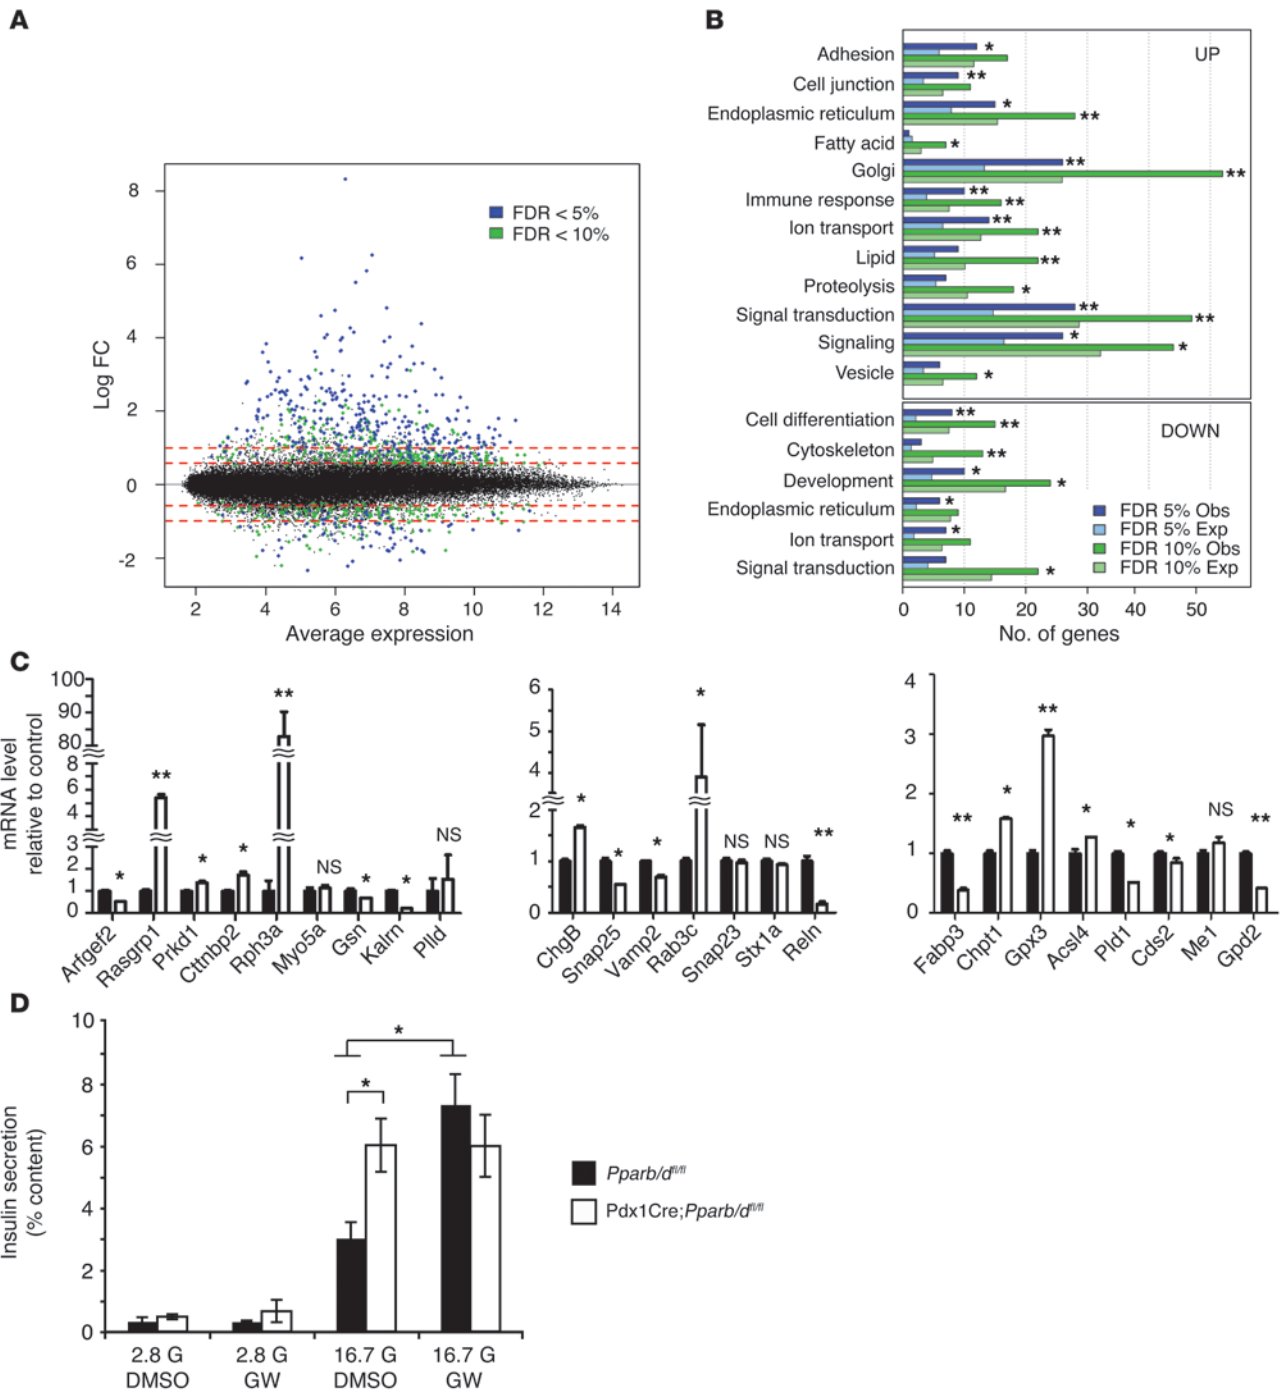 A
8
6
4
2
0
-2
Log FC
FDR < 5%
FDR < 10%
2 4 6 8 10 12 14
Average expression
B
UP
Adhesion *
Cell junction **
Endoplasmic reticulum * **
Fatty acid *
Golgi ** **
Immune response ** **
Ion transport ** **
Lipid **
Proteolysis *
Signal transduction ** **
Signaling * *
Vesicle *
DOWN
Cell differentiation ** **
Cytoskeleton **
Development * *
Endoplasmic reticulum *
Ion transport *
Signal transduction *
FDR 5% Obs
FDR 5% Exp
FDR 10% Obs
FDR 10% Exp
0 10 20 30 40 50
No. of genes
C
mRNA level
relative to control
100
90
80
8
6
4
3
2
1
0
* ** * * ** NS * * NS
Arfgef2 Rasgrp1 Prkd1 Cttnbp2 Rph3a Myo5a Gsn Kalrn Plld
6
5
4
2
1
0
* * * * NS NS **
ChgB Snap25 Vamp2 Rab3c Snap23 Stx1a Reln
4
3
2
1
0
** * ** * * * NS **
Fabp3 Chpt1 Gpx3 Acsl4 Pld1 Cds2 Me1 Gpd2
D
Insulin secretion
(% content)
10
8
6
4
2
0
*
*
2.8 G 2.8 G 16.7 G 16.7 G
DMSO GW DMSO GW
Pparb/dfl/fl
Pdx1Cre;Pparb/dfl/fl